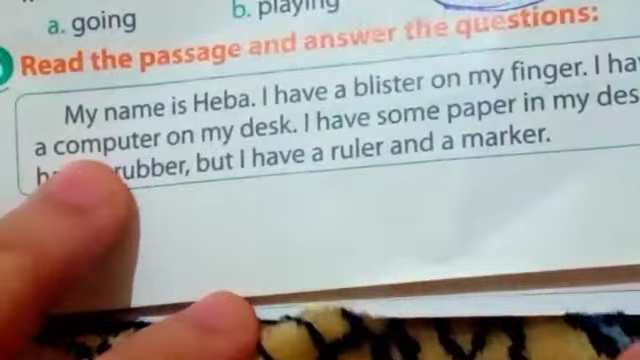 a. going b. playing
Read the passage and answer the questions:
My name is Heba. I have a blister on my finger. I ha
a computer on my desk. I have some paper in my des
rubber, but I have a ruler and a marker.